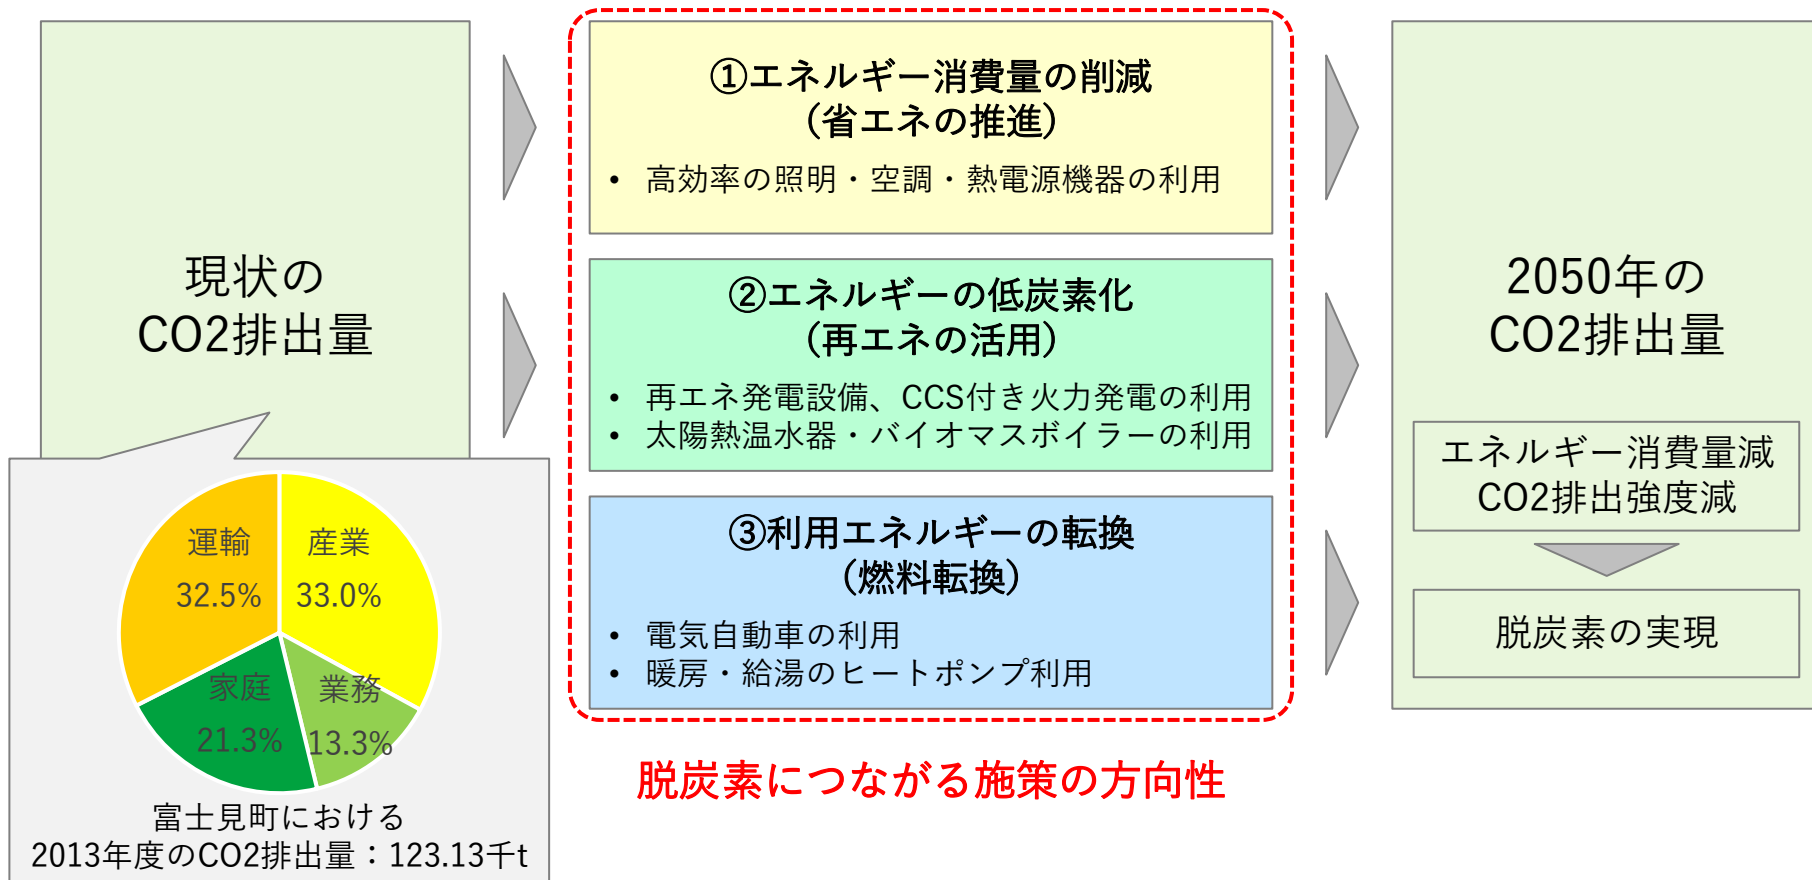 現状の
CO2排出量
運輸
32.5%
産業
33.0%
家庭
21.3%
業務
13.3%
富士見町における
2013年度のCO2排出量：123.13千t
①エネルギー消費量の削減
（省エネの推進）
• 高効率の照明・空調・熱電源機器の利用
②エネルギーの低炭素化
（再エネの活用）
• 再エネ発電設備、CCS付き火力発電の利用
• 太陽熱温水器・バイオマスボイラーの利用
③利用エネルギーの転換
（燃料転換）
• 電気自動車の利用
• 暖房・給湯のヒートポンプ利用
脱炭素につながる施策の方向性
2050年の
CO2排出量
エネルギー消費量減
CO2排出強度減
脱炭素の実現